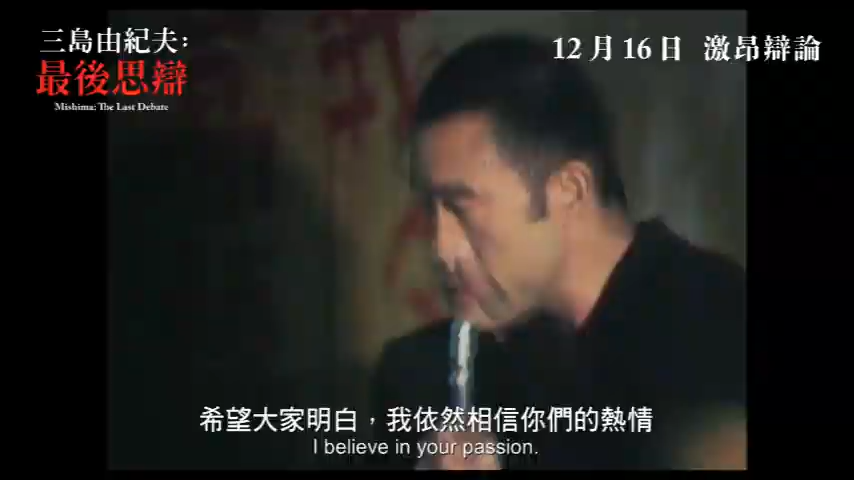 三島由紀夫：
最後思辯
Mishima: The Last Debate
12月16日 激昂辯論
希望大家明白，我依然相信你們的熱情
I believe in your passion.